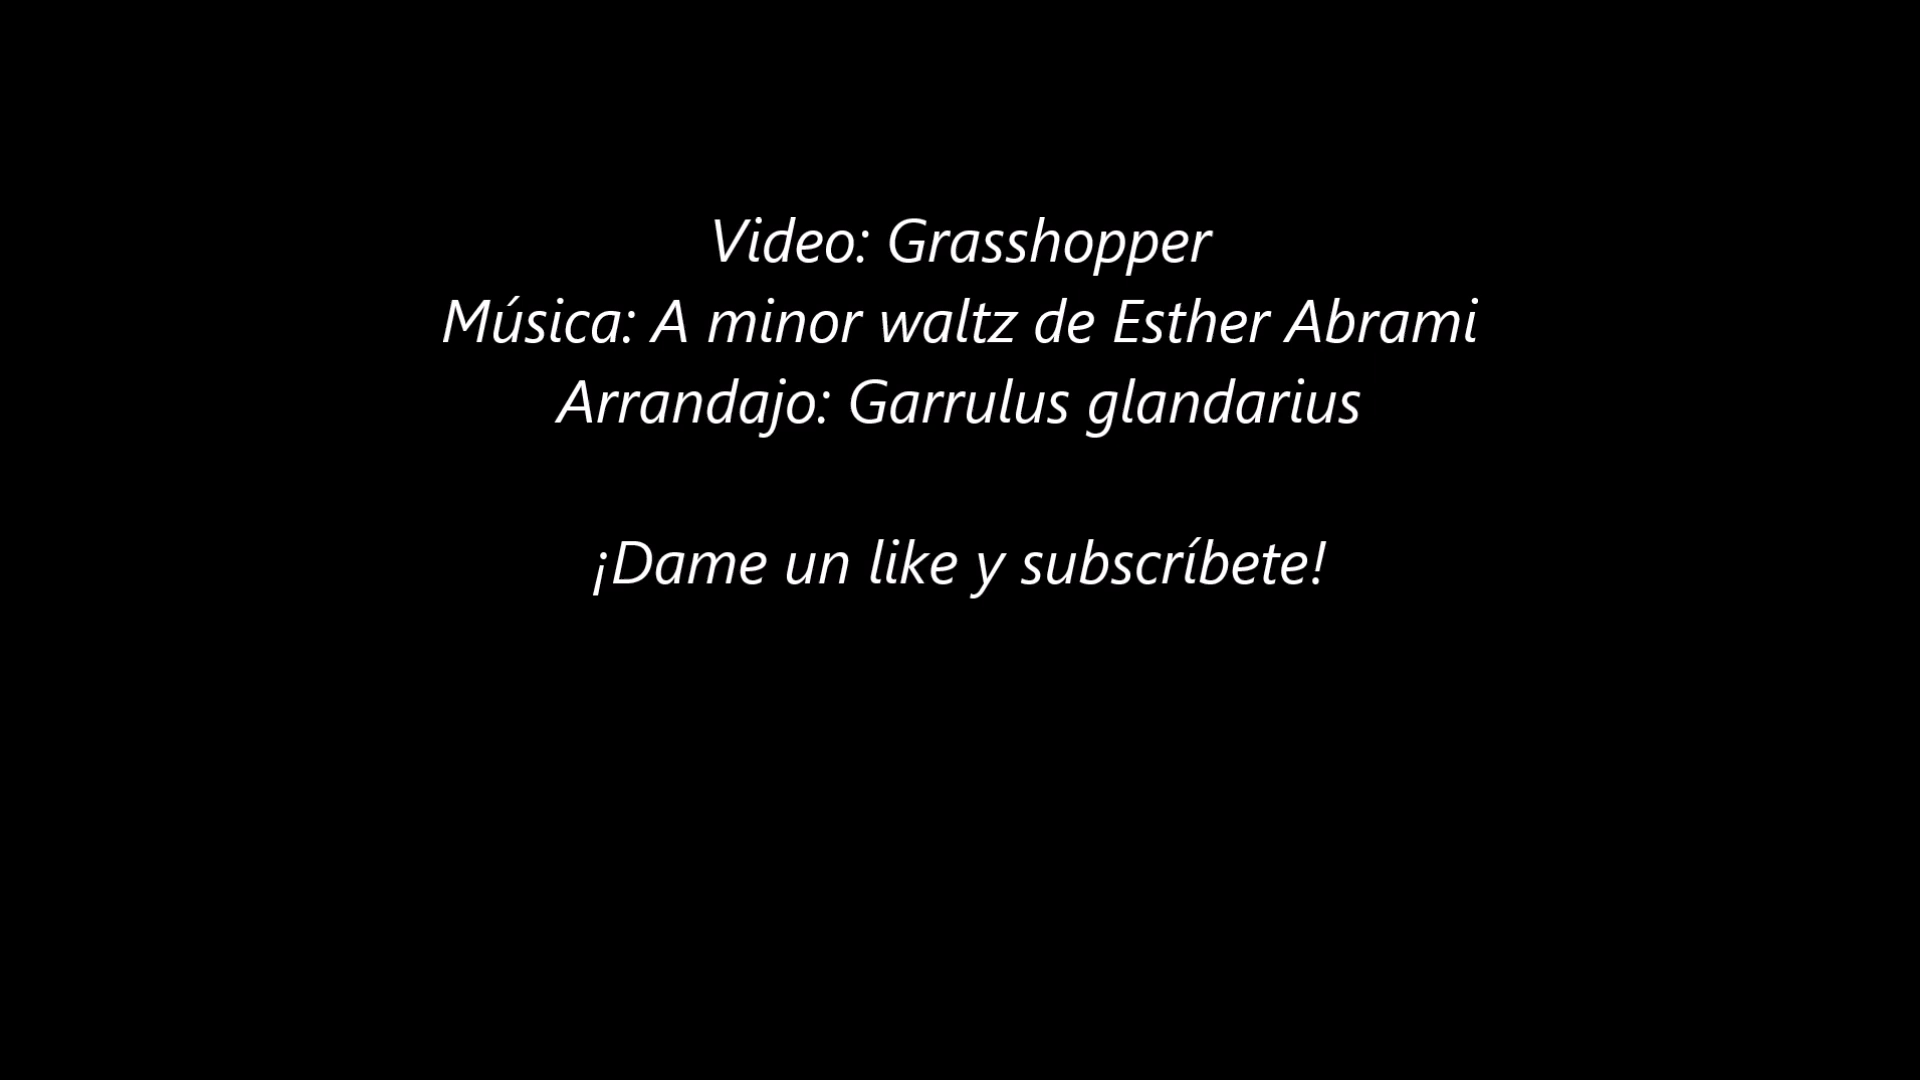 Video: Grasshopper
Música: A minor waltz de Esther Abrami
Arrandajo: Garrulus glandarius
¡Dame un like y subscríbete!